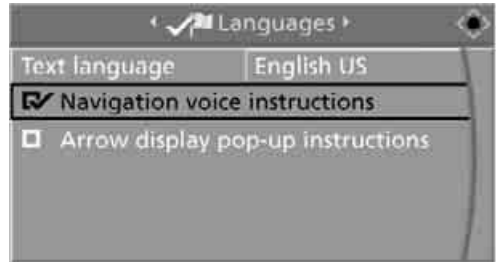 Languages
Text language English US
Navigation voice instructions
Arrow display pop-up instructions